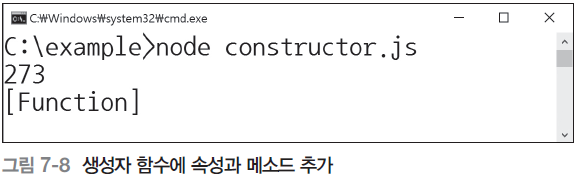 C:₩Windows₩system32₩cmd.exe
C:\example>node constructor.js
273
[Function]
그림 7-8 생성자 함수에 속성과 메소드 추가